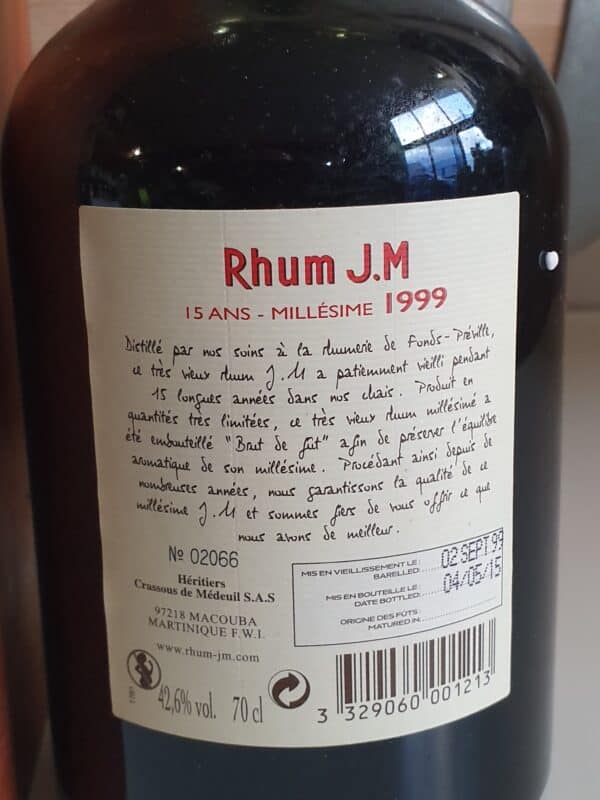 Rhum J.M
15 ANS - MILLÉSIME 1999
Distillé par nos soins à la rhumerie de Fonds-Préville,
ce très vieux rhum J.M a patiemment vieilli pendant
15 longues années dans nos chais. Produit en
quantités très limitées, ce très vieux rhum millésimé a
été embouteillé "Brut de fût" afin de préserver l'équilibre
aromatique de son millésime. Procédant ainsi depuis de
nombreuses années, nous garantissons la qualité de ce
millésime J.M et sommes fiers de vous offrir ce que
nous avons de meilleur.
Nº 02066
Héritiers
Crassous de Médeuil S.A.S
97218 MACOUBA
MARTINIQUE F.W.I.
www.rhum-jm.com
MIS EN VIEILLISSEMENT LE :
BARRELED:......02 SEPT.99
MIS EN BOUTEILLE LE :
DATE BOTTLED:......04/05/15
ORIGINE DES FÛTS :
MATURED IN:......
42,6% vol. 70 cl
3 329060 001213